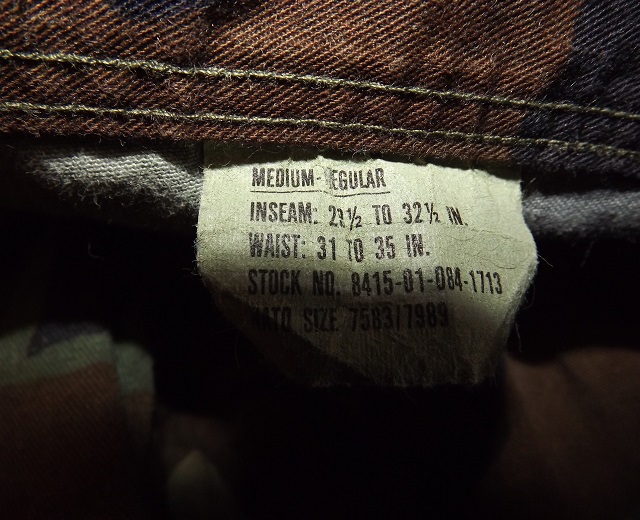 MEDIUM-REGULAR
INSEAM: 29½ TO 32½ IN.
WAIST: 31 TO 35 IN.
STOCK NO. 8415-01-084-1713
NATO SIZE 7583/7989